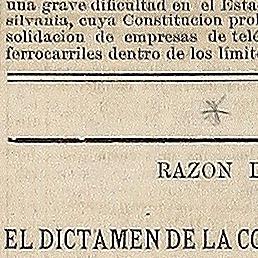 una grave dificultad en el Esta
silvania, cuya Constitucion prol
solidacion de empresas de telé
ferrocarriles dentro de los límite
RAZON D
EL DICTAMEN DE LA CO